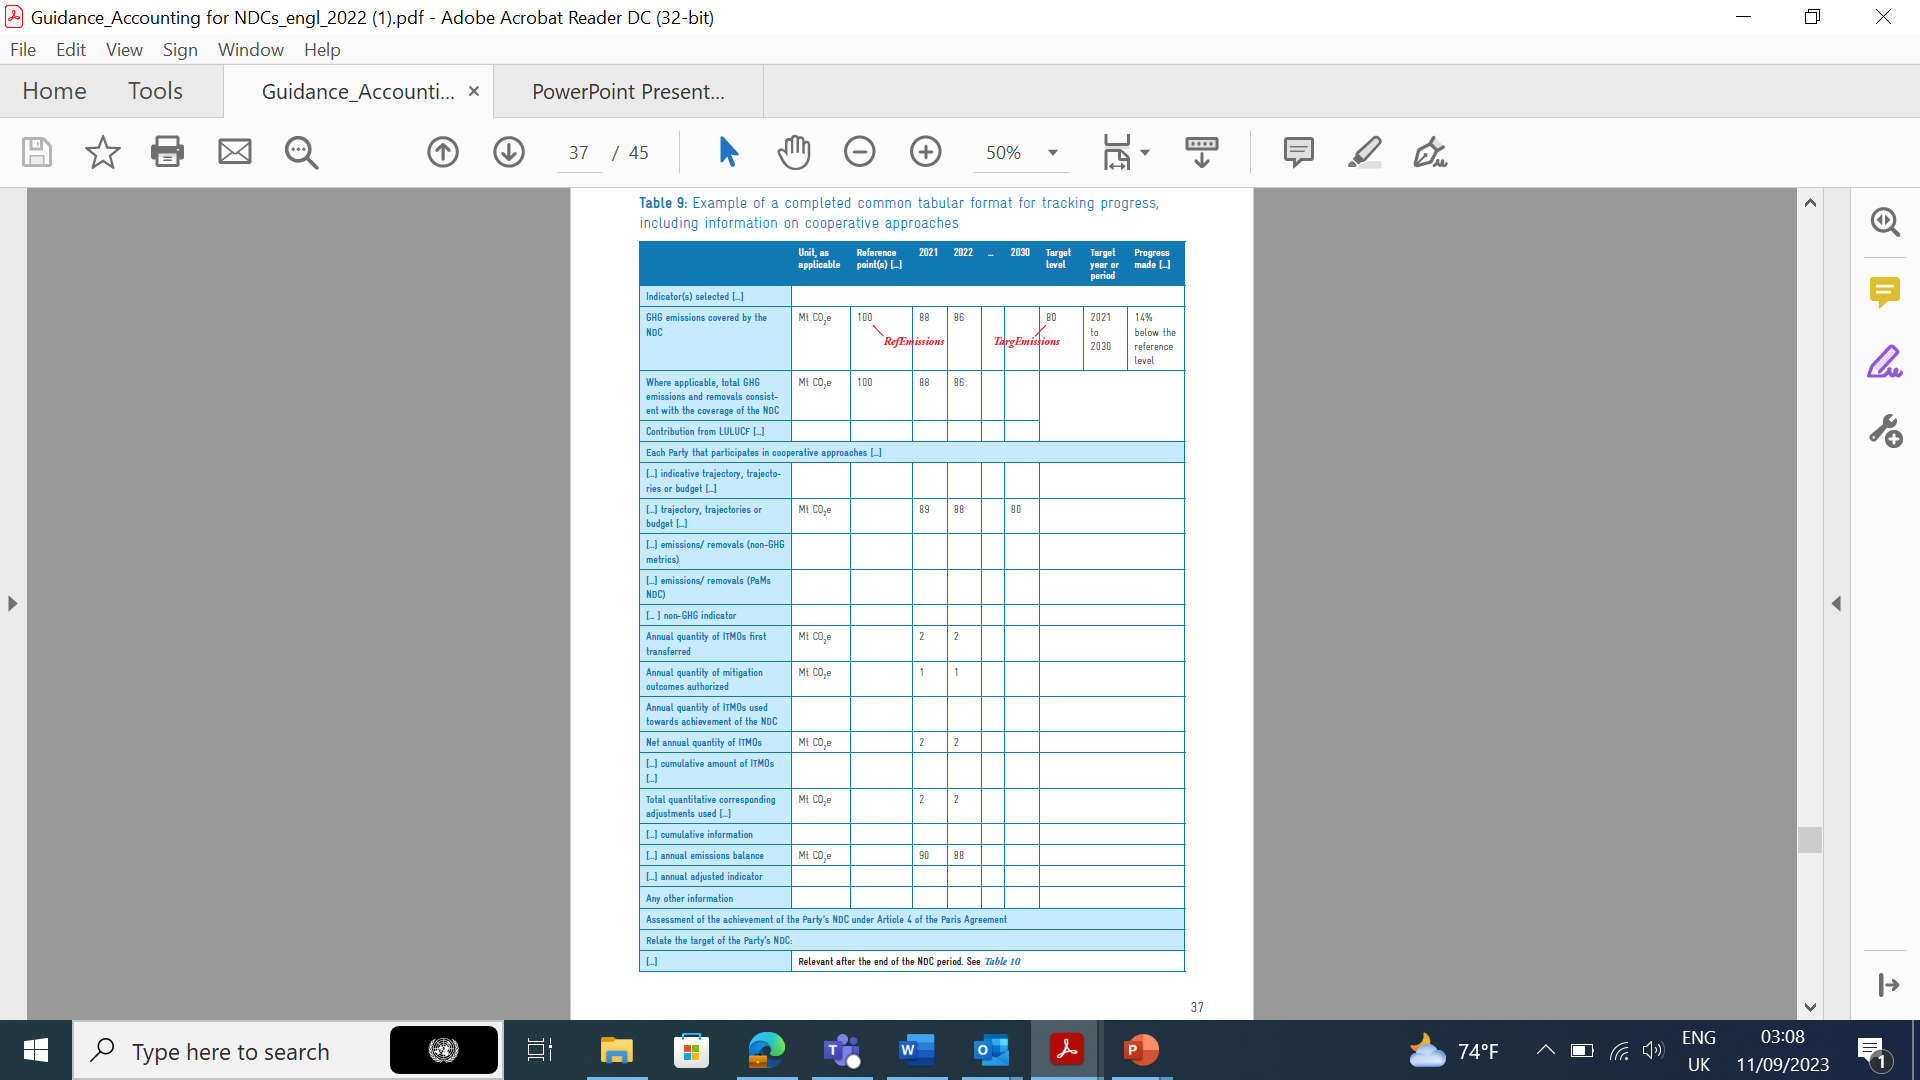 Guidance_Accounting for NDCs_engl_2022 (1).pdf - Adobe Acrobat Reader DC (32-bit)
File Edit View Sign Window Help
Home Tools Guidance_Accounti... × PowerPoint Present...
37 / 45 50%
Table 9: Example of a completed common tabular format for tracking progress,
including information on cooperative approaches
Unit, as applicable Reference point(s) […] 2021 2022 … 2030 Target level Target year or period Progress made […]
Indicator(s) selected […]
GHG emissions covered by the NDC Mt CO₂e 100 88 86 80 2021 to 2030 14% below the reference level
RefEmissions TargEmissions
Where applicable, total GHG emissions and removals consist-ent with the coverage of the NDC Mt CO₂e 100 88 86
Contribution from LULUCF […]
Each Party that participates in cooperative approaches […]
[…] indicative trajectory, trajecto-ries or budget […]
[…] trajectory, trajectories or budget […] Mt CO₂e 89 88 80
[…] emissions/ removals (non-GHG metrics)
[…] emissions/ removals (PaMs NDC)
[… ] non-GHG indicator
Annual quantity of ITMOs first transferred Mt CO₂e 2 2
Annual quantity of mitigation outcomes authorized Mt CO₂e 1 1
Annual quantity of ITMOs used towards achievement of the NDC
Net annual quantity of ITMOs Mt CO₂e 2 2
[…] cumulative amount of ITMOs […]
Total quantitative corresponding adjustments used […] Mt CO₂e 2 2
[…] cumulative information
[…] annual emissions balance Mt CO₂e 90 88
[…] annual adjusted indicator
Any other information
Assessment of the achievement of the Party's NDC under Article 4 of the Paris Agreement
Relate the target of the Party's NDC:
[…] Relevant after the end of the NDC period. See Table 10
37
Type here to search
74°F ENG UK 03:08 11/09/2023 1